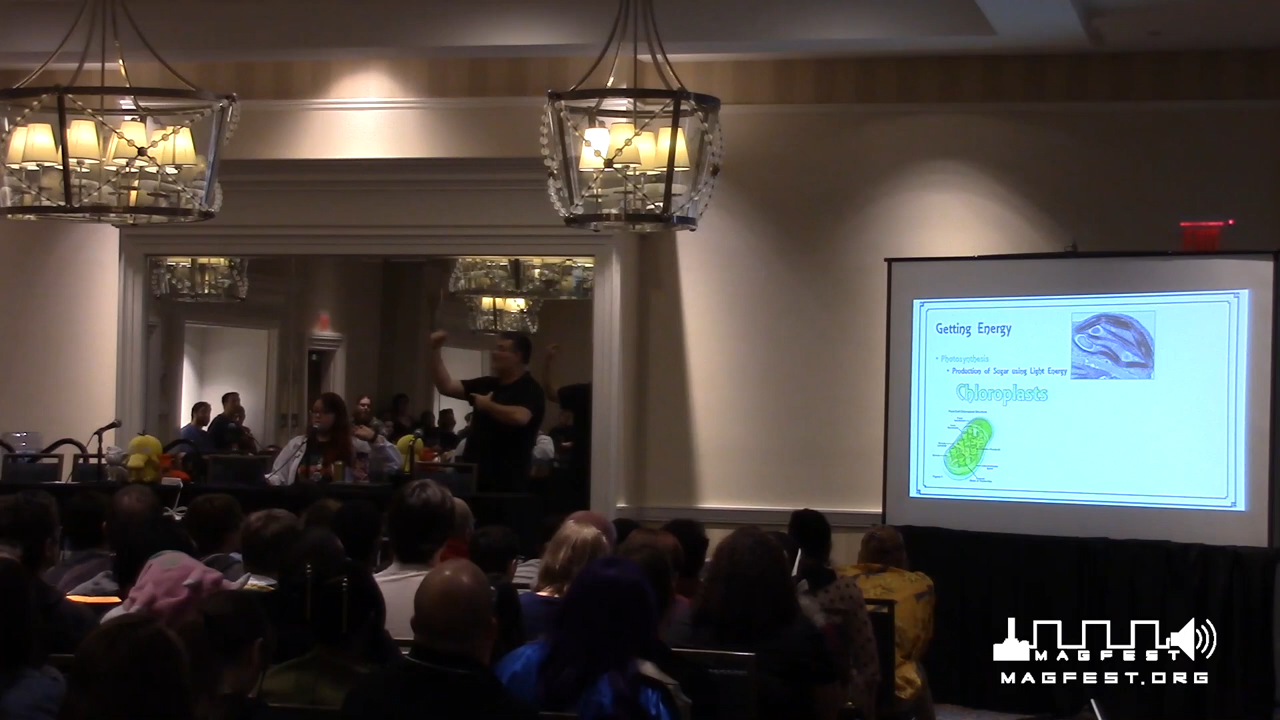 Getting Energy
• Photosynthesis
• Production of Sugar using Light Energy
Chloroplasts
MAGFEST
MAGFEST.ORG